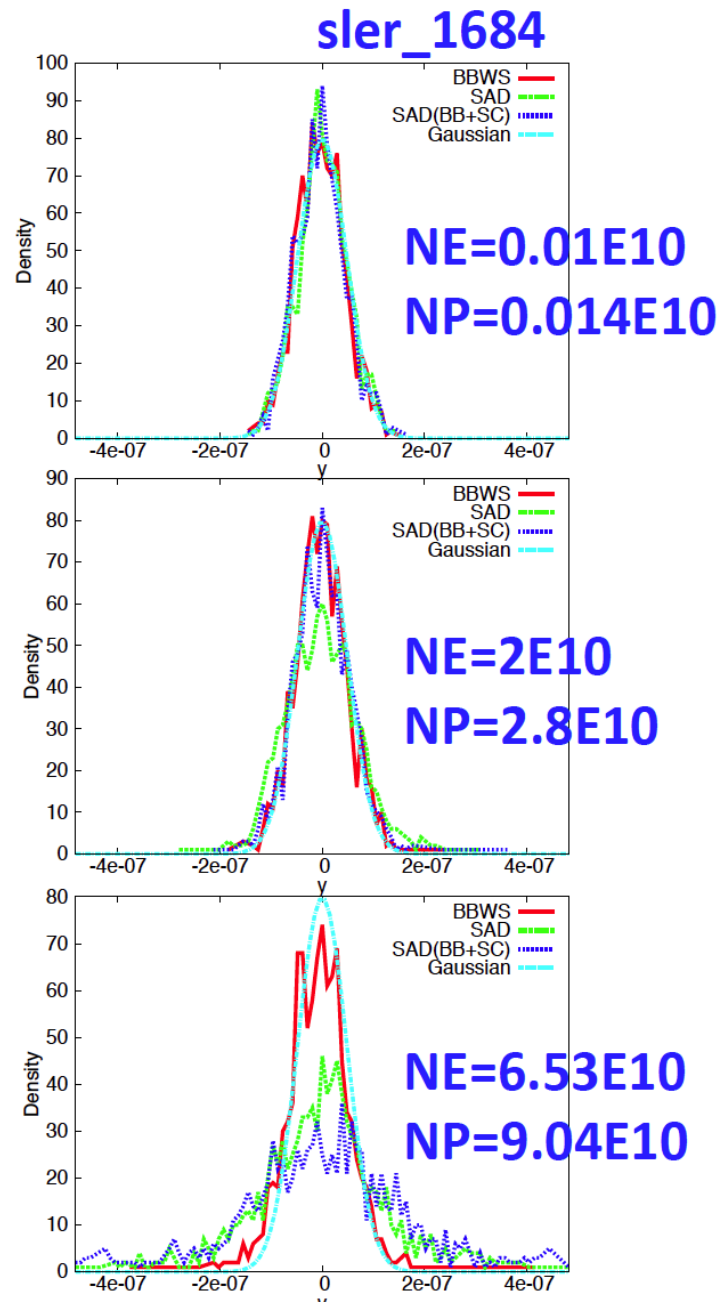 sler_1684
100
90
80
70
60
50
40
30
20
10
0
Density
BBWS
SAD
SAD(BB+SC)
Gaussian
NE=0.01E10
NP=0.014E10
-4e-07 -2e-07 0 2e-07 4e-07
y
90
80
70
60
50
40
30
20
10
0
Density
BBWS
SAD
SAD(BB+SC)
Gaussian
NE=2E10
NP=2.8E10
-4e-07 -2e-07 0 2e-07 4e-07
y
80
70
60
50
40
30
20
10
0
Density
BBWS
SAD
SAD(BB+SC)
Gaussian
NE=6.53E10
NP=9.04E10
-4e-07 -2e-07 0 2e-07 4e-07